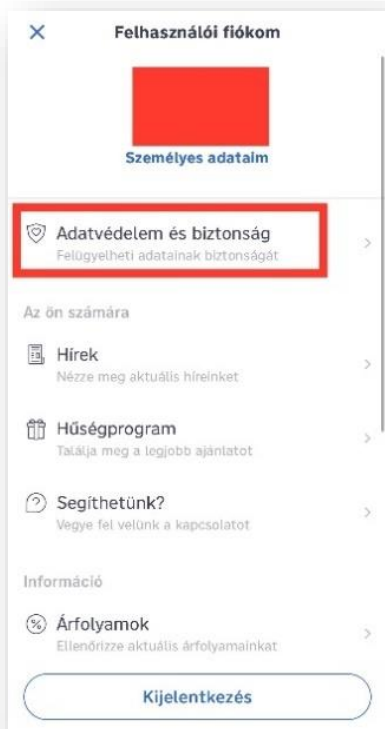 Felhasználói fiókom
Személyes adataim
Adatvédelem és biztonság
Felügyelheti adatainak biztonságát
Az ön számára
Hírek
Nézze meg aktuális híreinket
Hűségprogram
Találja meg a legjobb ajánlatot
Segíthetünk?
Vegye fel velünk a kapcsolatot
Információ
Árfolyamok
Ellenőrizze aktuális árfolyamainkat
Kijelentkezés